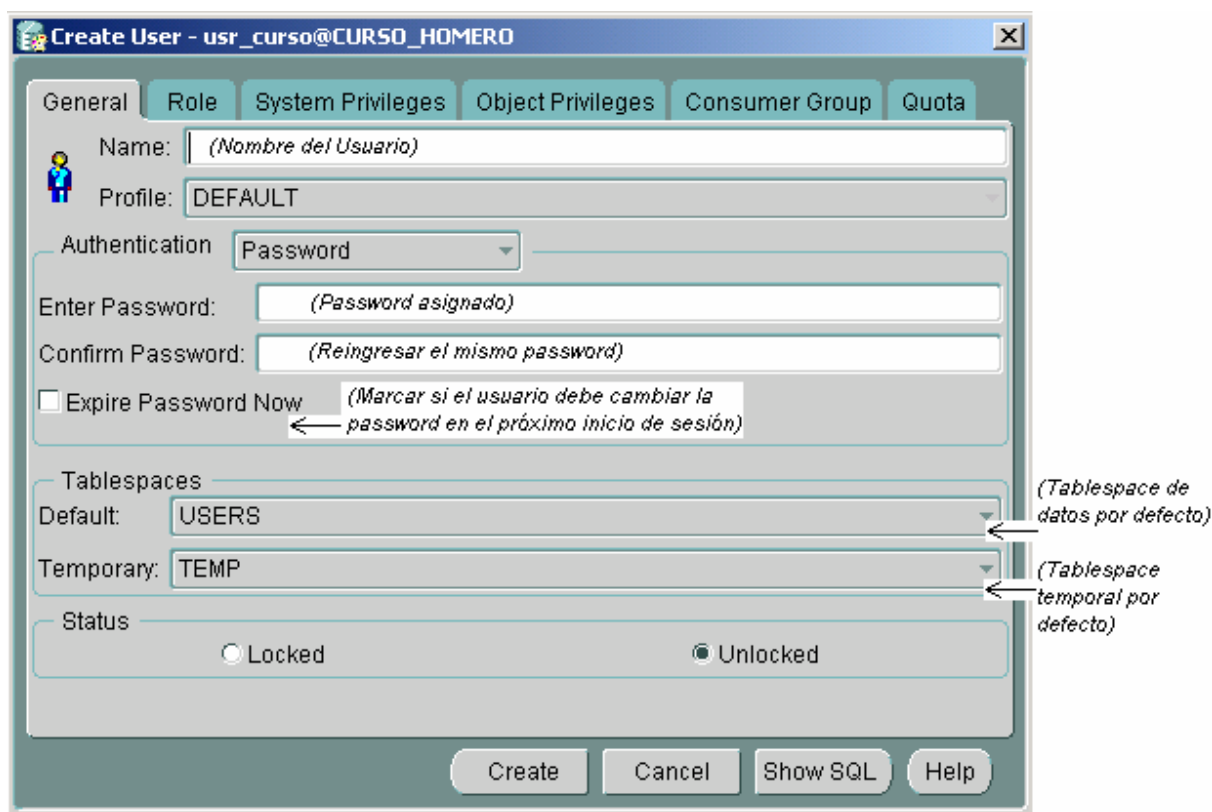 Create User - usr_curso@CURSO_HOMERO
General Role System Privileges Object Privileges Consumer Group Quota
Name: (Nombre del Usuario)
Profile: DEFAULT
Authentication Password
Enter Password: (Password asignado)
Confirm Password: (Reingresar el mismo password)
Expire Password Now
(Marcar si el usuario debe cambiar la
password en el próximo inicio de sesión)
Tablespaces
Default: USERS
(Tablespace de
datos por defecto)
Temporary: TEMP
(Tablespace
temporal por
defecto)
Status
Locked Unlocked
Create Cancel Show SQL Help